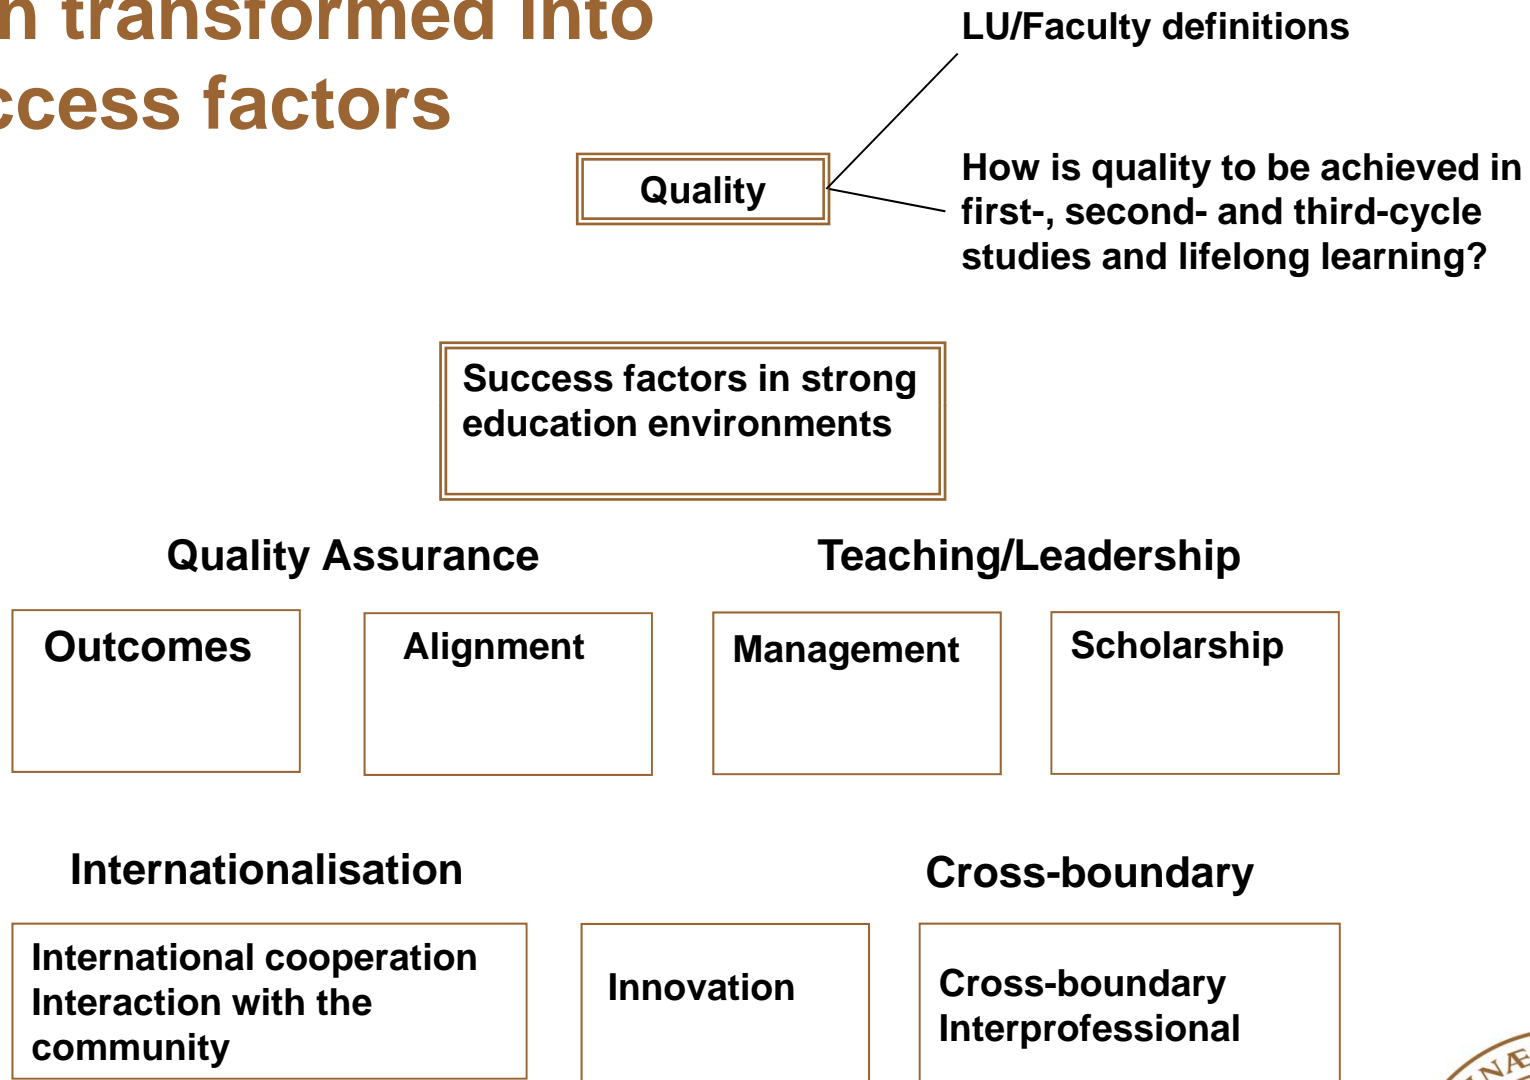 transformed into
LU/Faculty definitions
factors
Quality
How is quality to be achieved in
first-, second- and third-cycle
studies and lifelong learning?
Success factors in strong
education environments
Quality Assurance
Teaching/Leadership
Outcomes
Alignment
Management
Scholarship
Internationalisation
Cross-boundary
International cooperation
Interaction with the
community
Innovation
Cross-boundary
Interprofessional